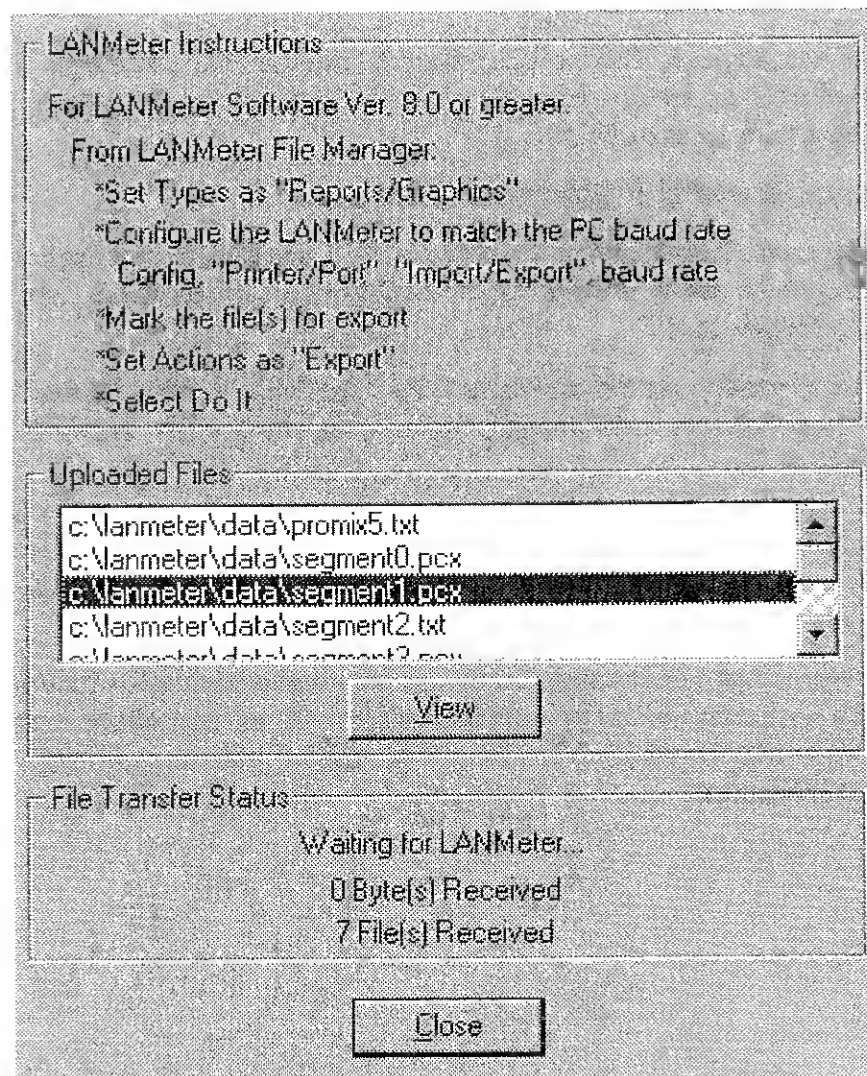 LANMeter Instructions
For LANMeter Software Ver. 8.0 or greater.
From LANMeter File Manager:
*Set Types as "Reports/Graphics"
*Configure the LANMeter to match the PC baud rate
Config, "Printer/Port", "Import/Export", baud rate
*Mark the file(s) for export
*Set Actions as "Export"
*Select Do It
Uploaded Files
c:\lanmeter\data\promix5.txt
c:\lanmeter\data\segment0.pcx
c:\lanmeter\data\segment1.pcx
c:\lanmeter\data\segment2.txt
View
File Transfer Status
Waiting for LANMeter...
0 Byte(s) Received
7 File(s) Received
Close